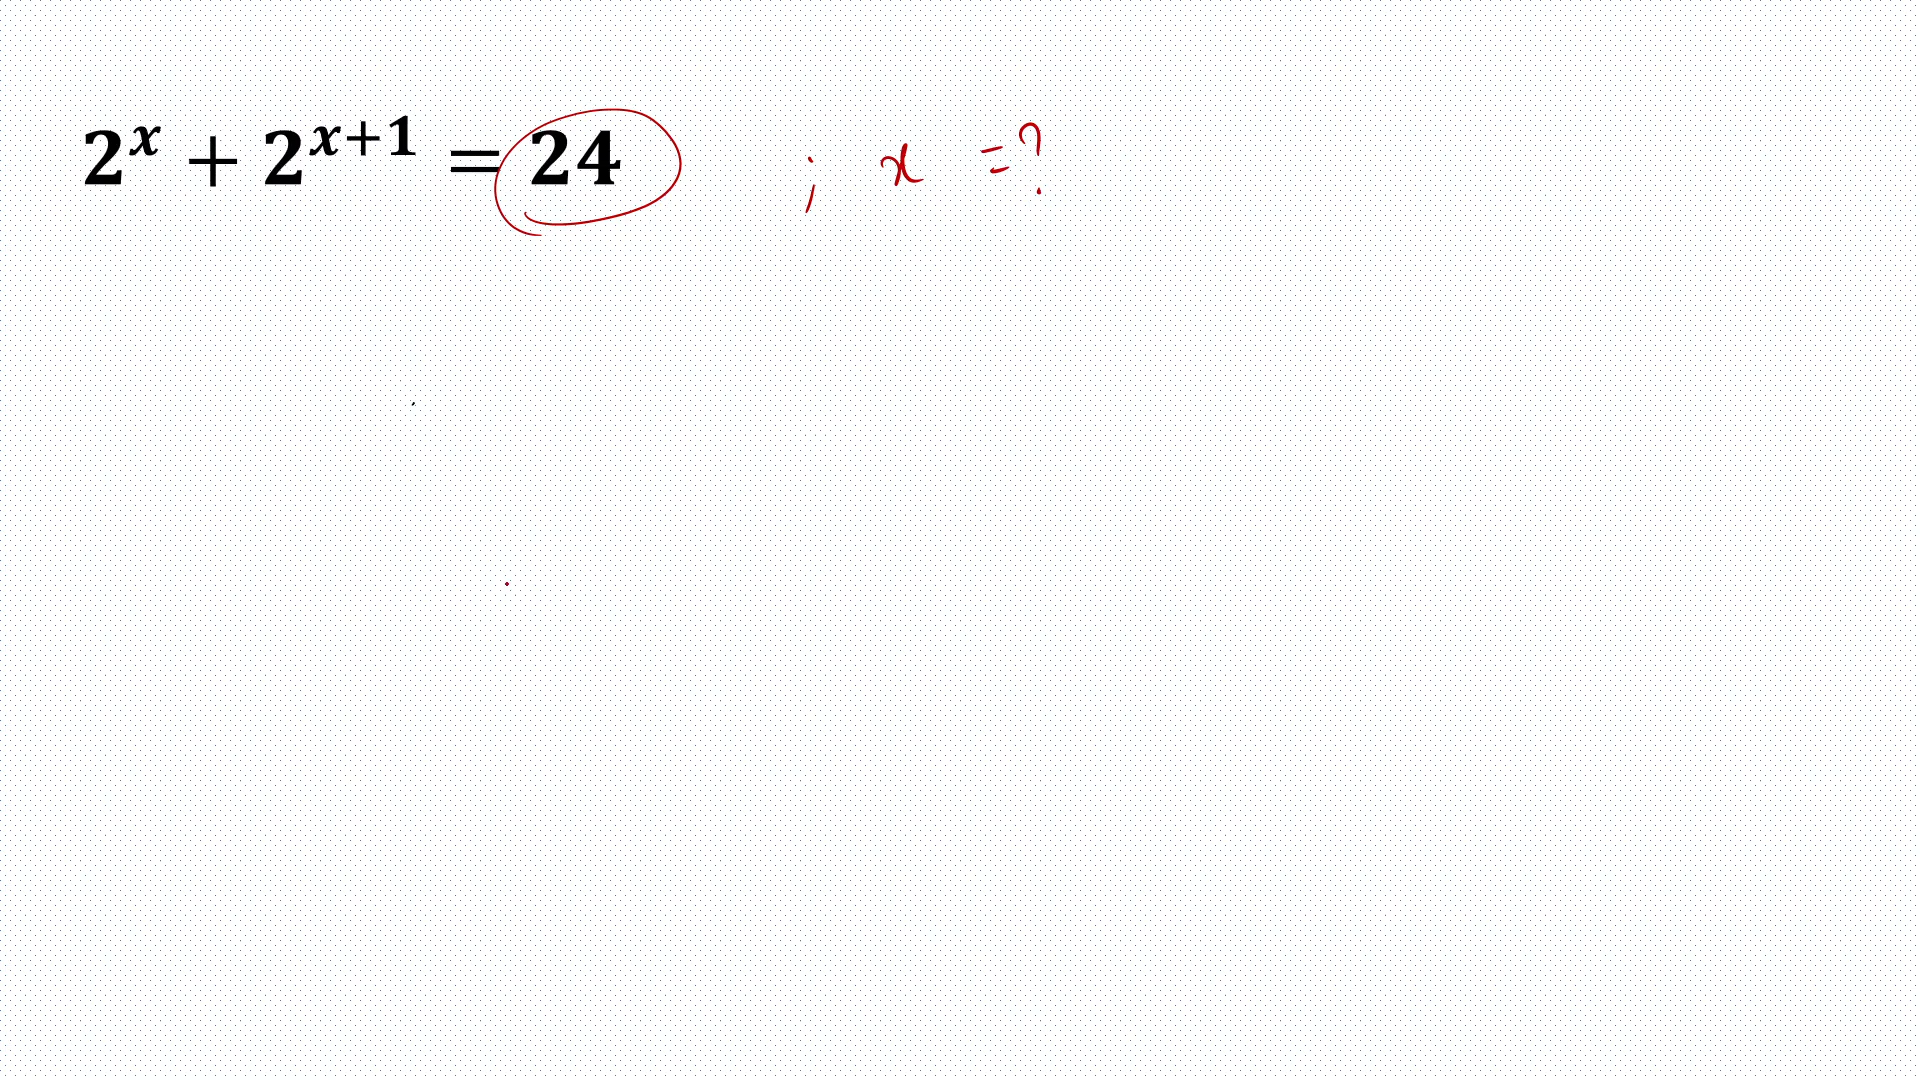 2^x + 2^{x+1} = 24 ; x = ?